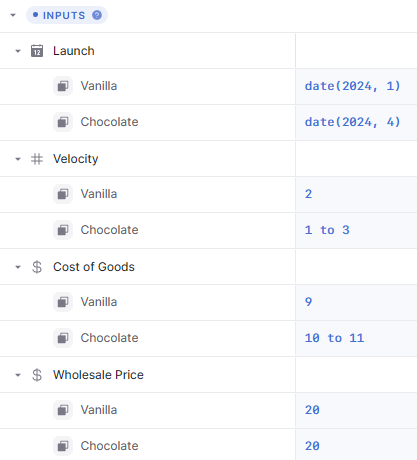 INPUTS ?
12 Launch
Vanilla date(2024, 1)
Chocolate date(2024, 4)
# Velocity
Vanilla 2
Chocolate 1 to 3
$ Cost of Goods
Vanilla 9
Chocolate 10 to 11
$ Wholesale Price
Vanilla 20
Chocolate 20